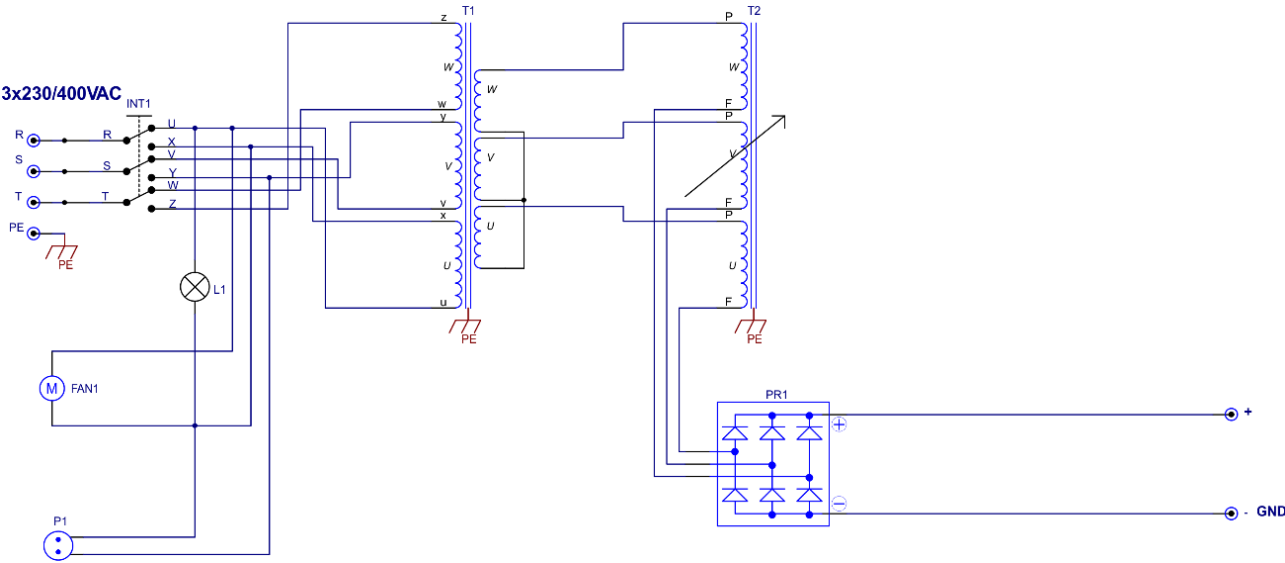 T1
T2
z
P
W
W
W
3x230/400VAC
INT1
w
F
y
P
R
R
U
X
S
S
V
V
V
V
Y
T
T
W
Z
v
F
x
P
PE
PE
U
U
U
L1
u
F
PE
PE
M
FAN1
PR1
+
+
-
- GND
P1